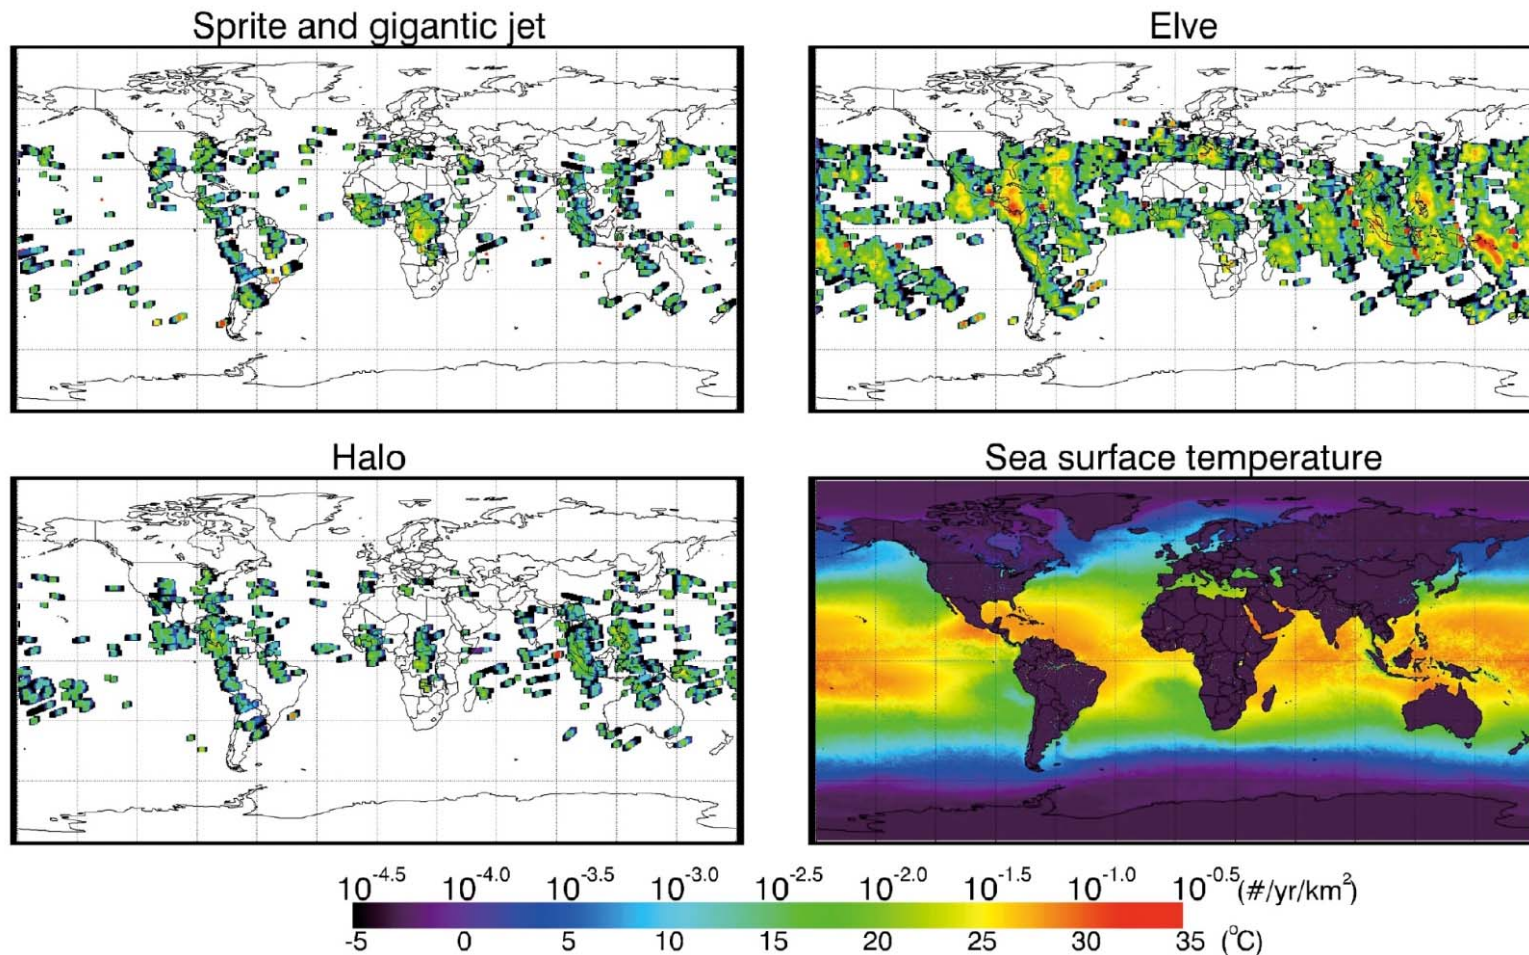 Sprite and gigantic jet
Elve
Halo
Sea surface temperature
10^-4.5 10^-4.0 10^-3.5 10^-3.0 10^-2.5 10^-2.0 10^-1.5 10^-1.0 10^-0.5 (#/yr/km²)
-5 0 5 10 15 20 25 30 35 (°C)